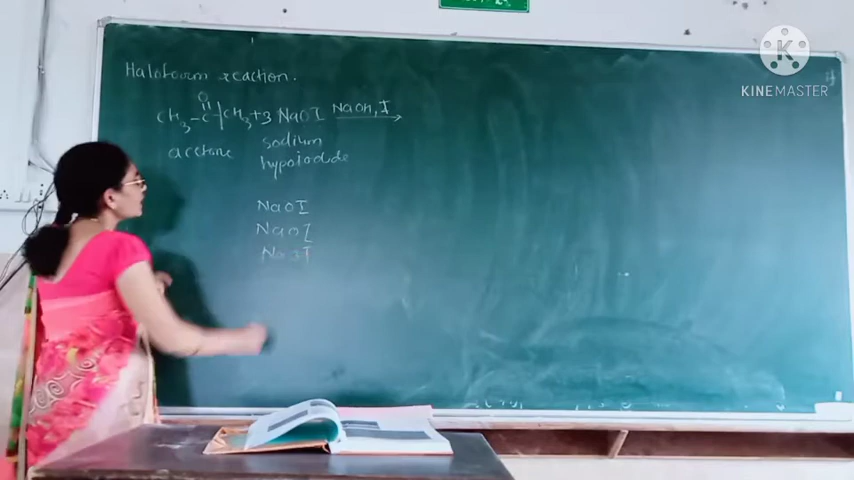 Haloform reaction.
O
CH3-C-CH3+3 NaOI NaOH, I
acetone sodium
hypoiodide
NaOI
NaOI
NaOI
KINEMASTER